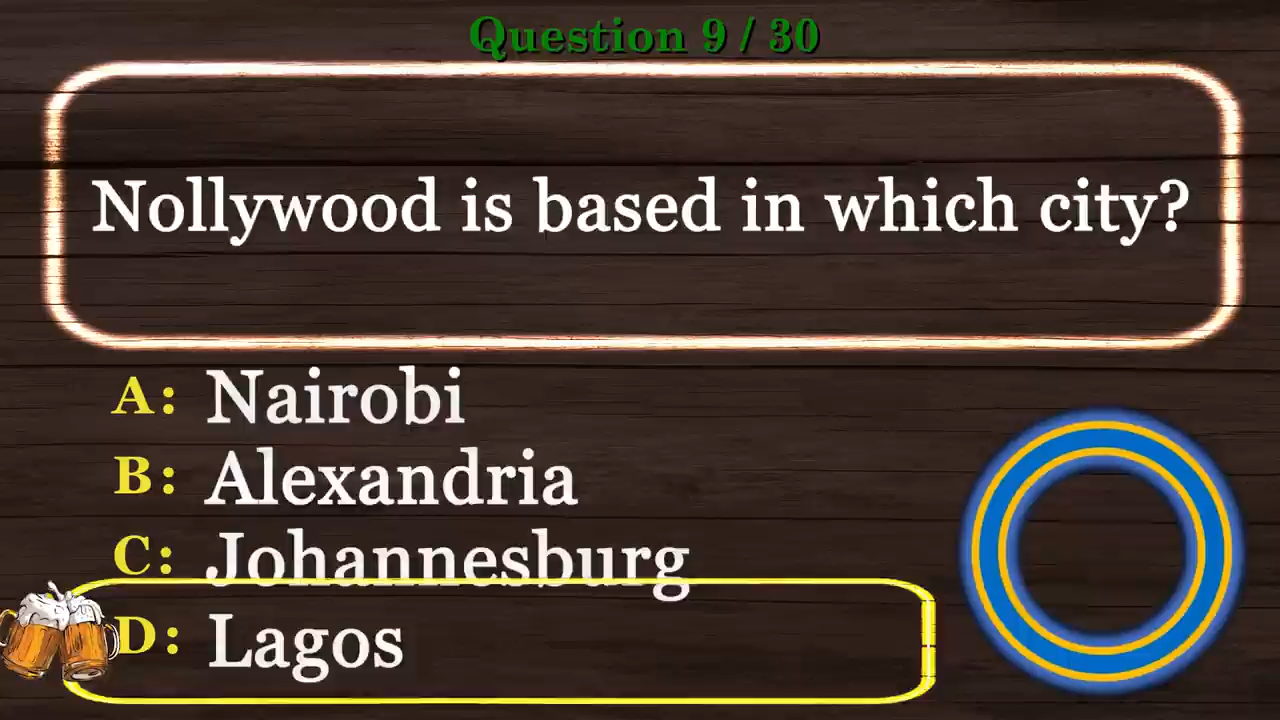 Question 9 / 30
Nollywood is based in which city?
A: Nairobi
B: Alexandria
C: Johannesburg
D: Lagos